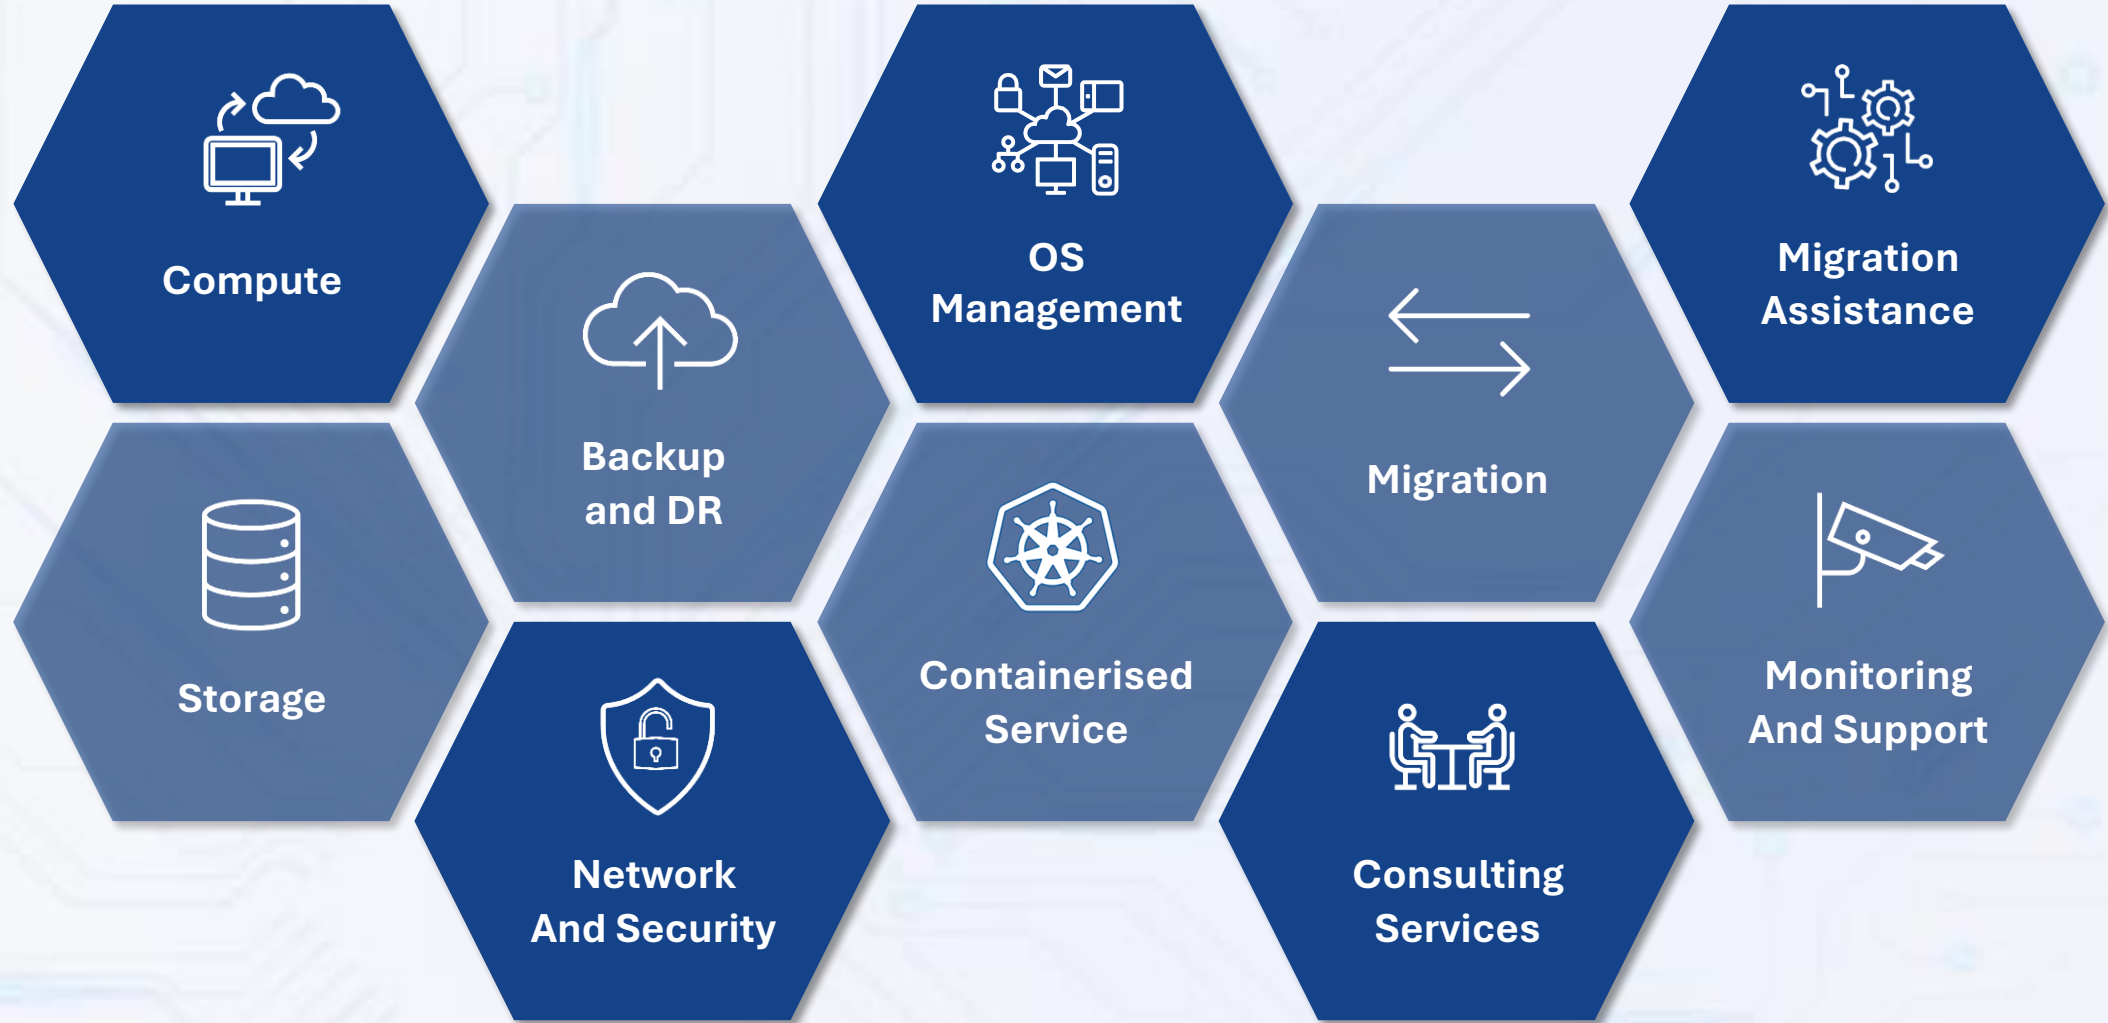 Compute
OS
Management
Migration
Assistance
Backup
and DR
Migration
Storage
Containerised
Service
Monitoring
And Support
Network
And Security
Consulting
Services